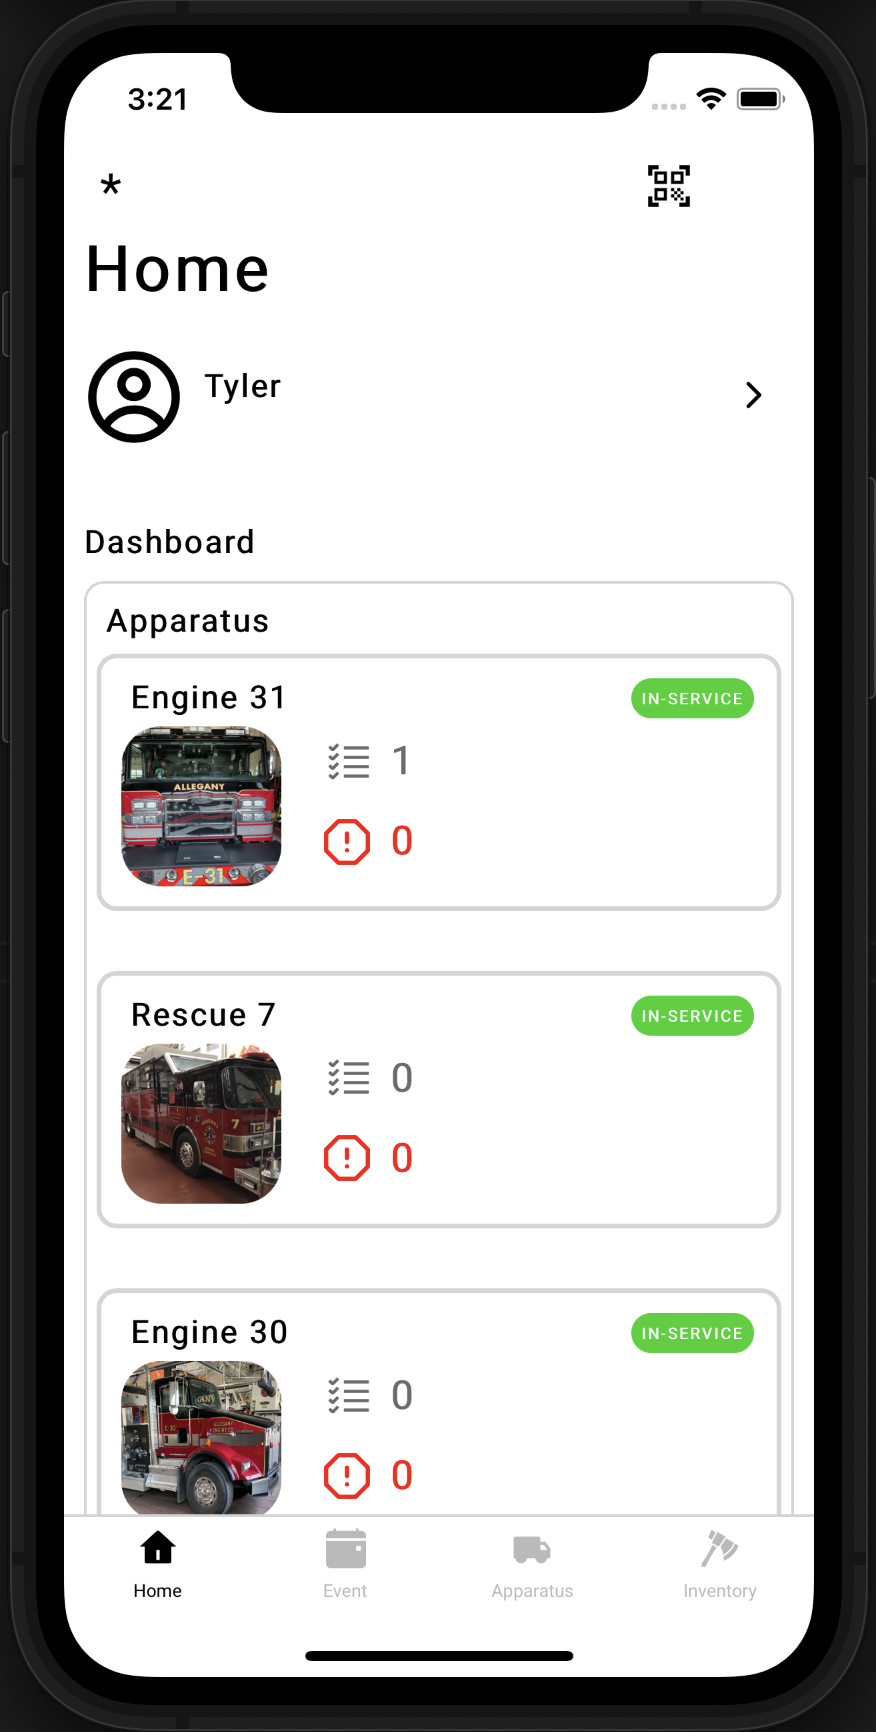 3:21
*
Home
Tyler
Dashboard
Apparatus
Engine 31
IN-SERVICE
ALLEGANY
E-31
1
0
Rescue 7
IN-SERVICE
7
0
0
Engine 30
IN-SERVICE
0
0
Home
Event
Apparatus
Inventory